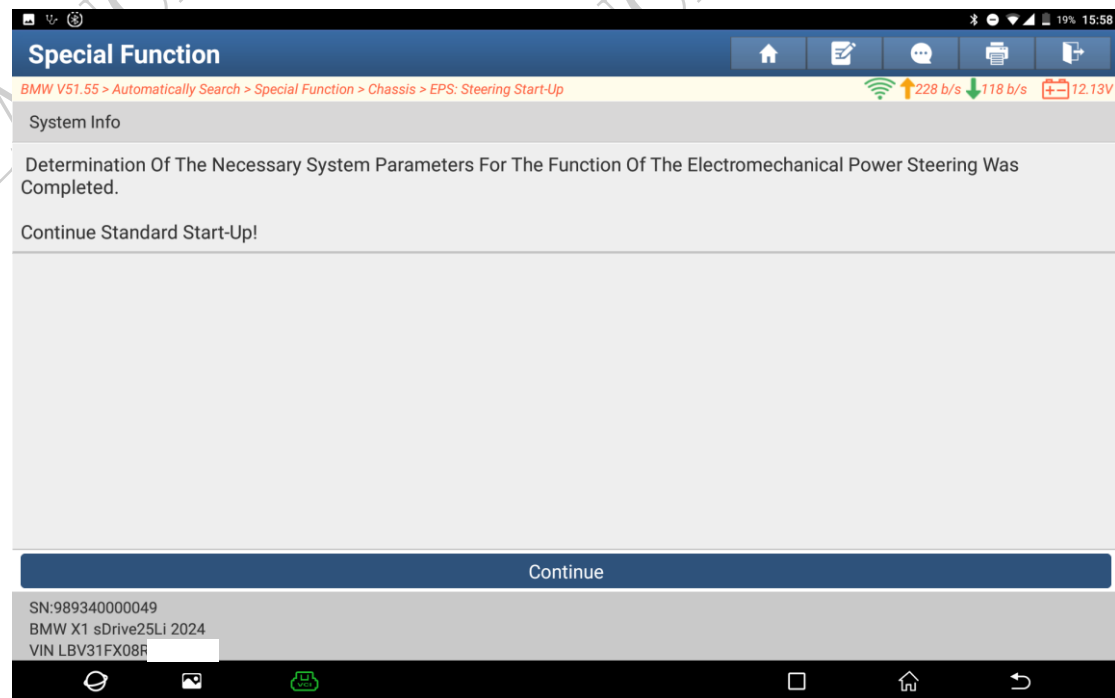 19% 15:58
Special Function
BMW V51.55 > Automatically Search > Special Function > Chassis > EPS: Steering Start-Up
228 b/s 118 b/s 12.13V
System Info
Determination Of The Necessary System Parameters For The Function Of The Electromechanical Power Steering Was
Completed.
Continue Standard Start-Up!
Continue
SN:989340000049
BMW X1 sDrive25Li 2024
VIN LBV31FX08R
VCI